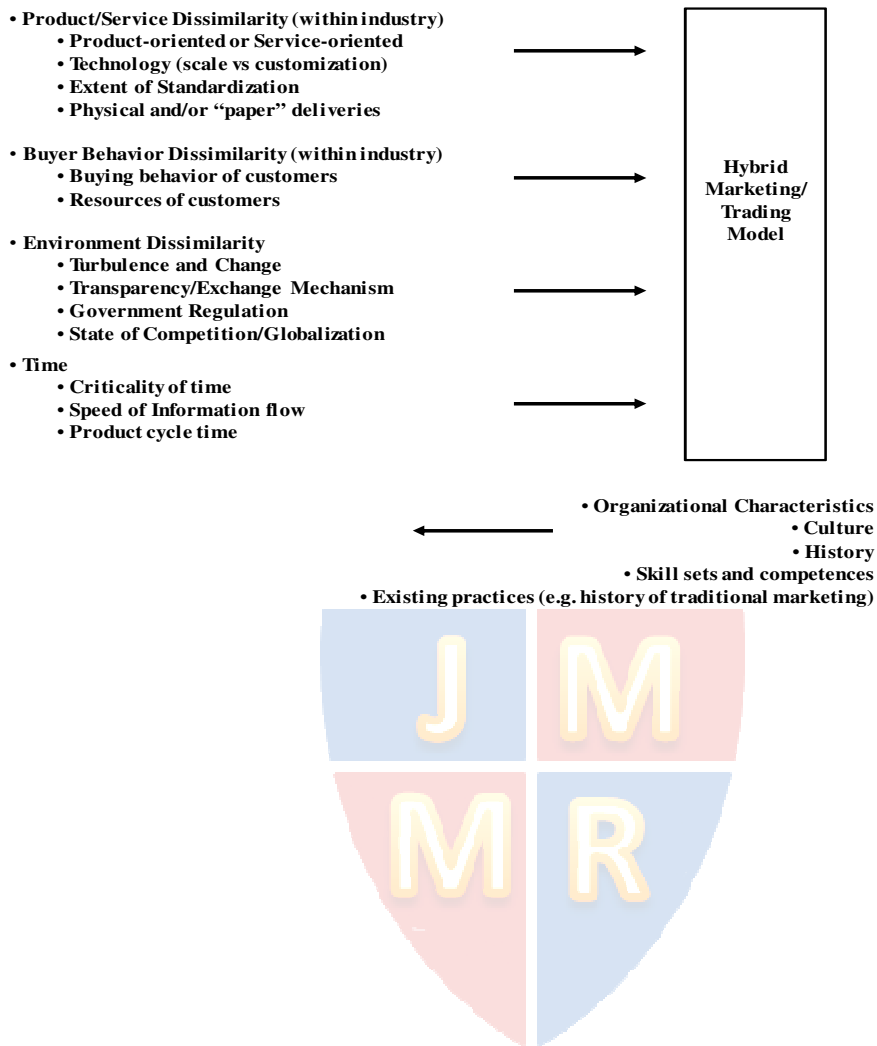 • Product/Service Dissimilarity (within industry)
• Product-oriented or Service-oriented
• Technology (scale vs customization)
• Extent of Standardization
• Physical and/or “paper” deliveries
• Buyer Behavior Dissimilarity (within industry)
• Buying behavior of customers
• Resources of customers
• Environment Dissimilarity
• Turbulence and Change
• Transparency/Exchange Mechanism
• Government Regulation
• State of Competition/Globalization
• Time
• Criticality of time
• Speed of Information flow
• Product cycle time
Hybrid
Marketing/
Trading
Model
• Organizational Characteristics
• Culture
• History
• Skill sets and competences
• Existing practices (e.g. history of traditional marketing)
J M
M R